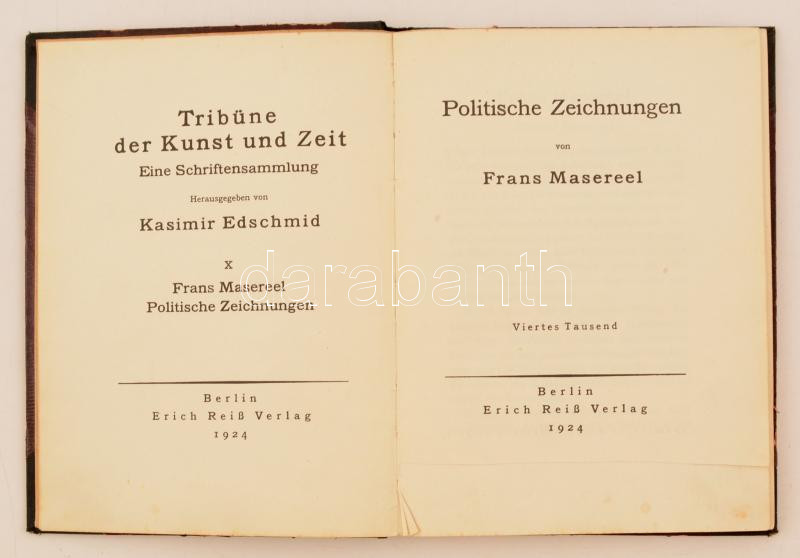 Tribüne
der Kunst und Zeit
Eine Schriftensammlung
Herausgegeben von
Kasimir Edschmid
X
Frans Masereel
Politische Zeichnungen
Berlin
Erich Reiß Verlag
1924
Politische Zeichnungen
von
Frans Masereel
Viertes Tausend
Berlin
Erich Reiß Verlag
1924
darabanth